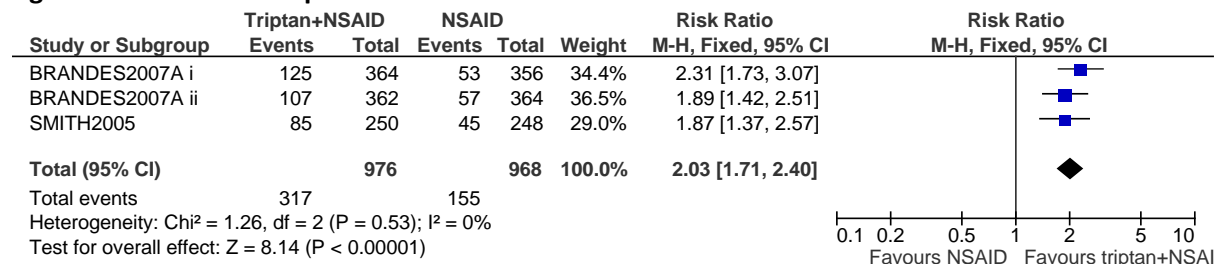 Triptan+NSAID NSAID Risk Ratio Risk Ratio
Study or Subgroup Events Total Events Total Weight M-H, Fixed, 95% CI M-H, Fixed, 95% CI
BRANDES2007A i 125 364 53 356 34.4% 2.31 [1.73, 3.07]
BRANDES2007A ii 107 362 57 364 36.5% 1.89 [1.42, 2.51]
SMITH2005 85 250 45 248 29.0% 1.87 [1.37, 2.57]
Total (95% CI) 976 968 100.0% 2.03 [1.71, 2.40]
Total events 317 155
Heterogeneity: Chi² = 1.26, df = 2 (P = 0.53); I² = 0%
Test for overall effect: Z = 8.14 (P < 0.00001)
0.1 0.2 0.5 1 2 5 10
Favours NSAID Favours triptan+NSAI